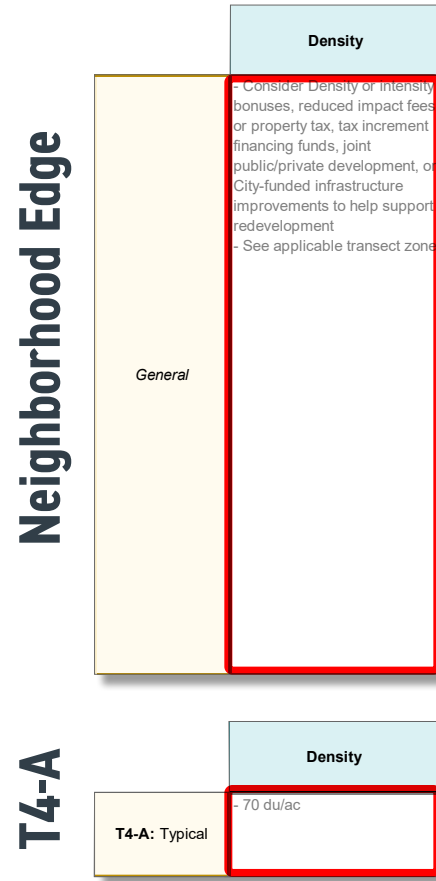 Neighborhood Edge
Density
General
- Consider Density or intensity
bonuses, reduced impact fees
or property tax, tax increment
financing funds, joint
public/private development, or
City-funded infrastructure
improvements to help support
redevelopment
- See applicable transect zone
T4-A
Density
T4-A: Typical
- 70 du/ac